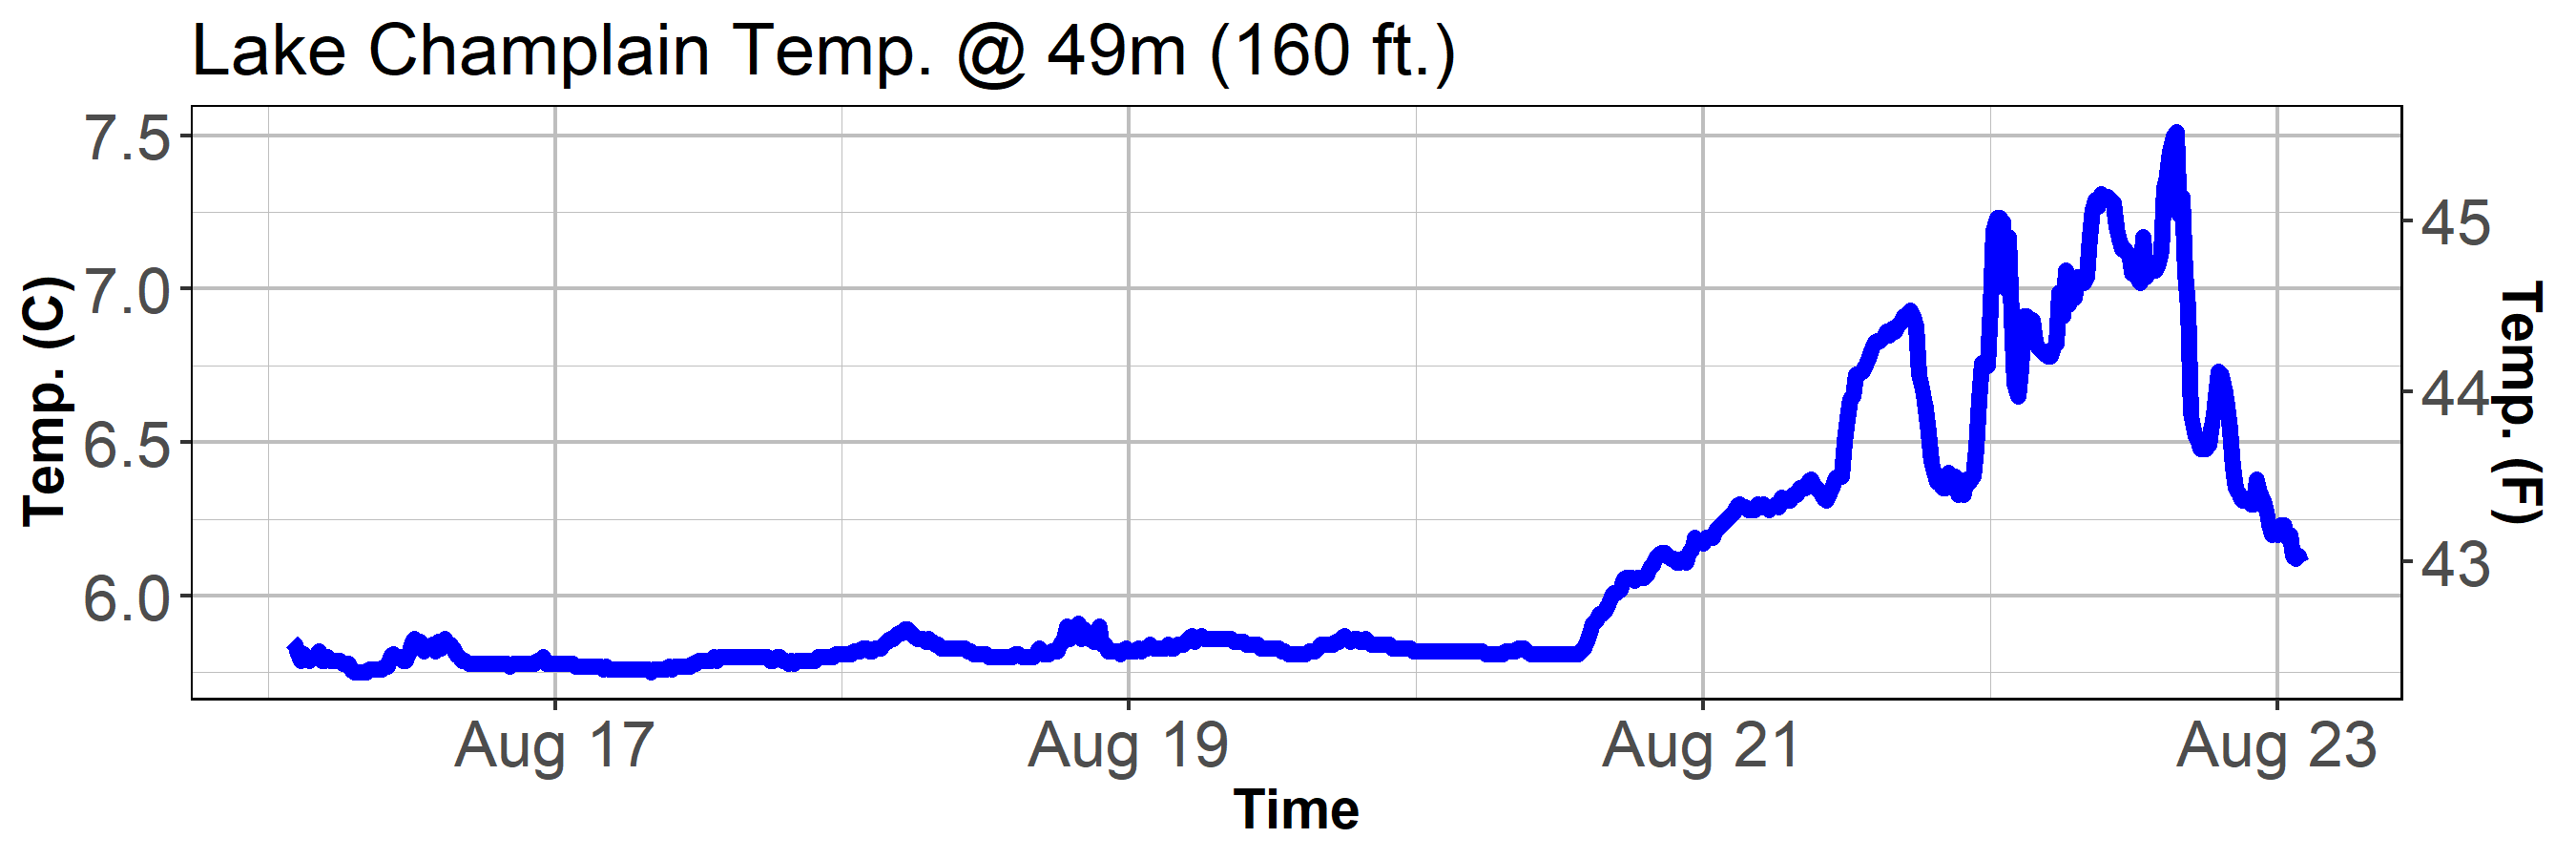 Lake Champlain Temp. @ 49m (160 ft.)
7.5
7.0
6.5
6.0
Temp. (C)
45
44
43
Temp. (F)
Aug 17 Aug 19 Aug 21 Aug 23
Time